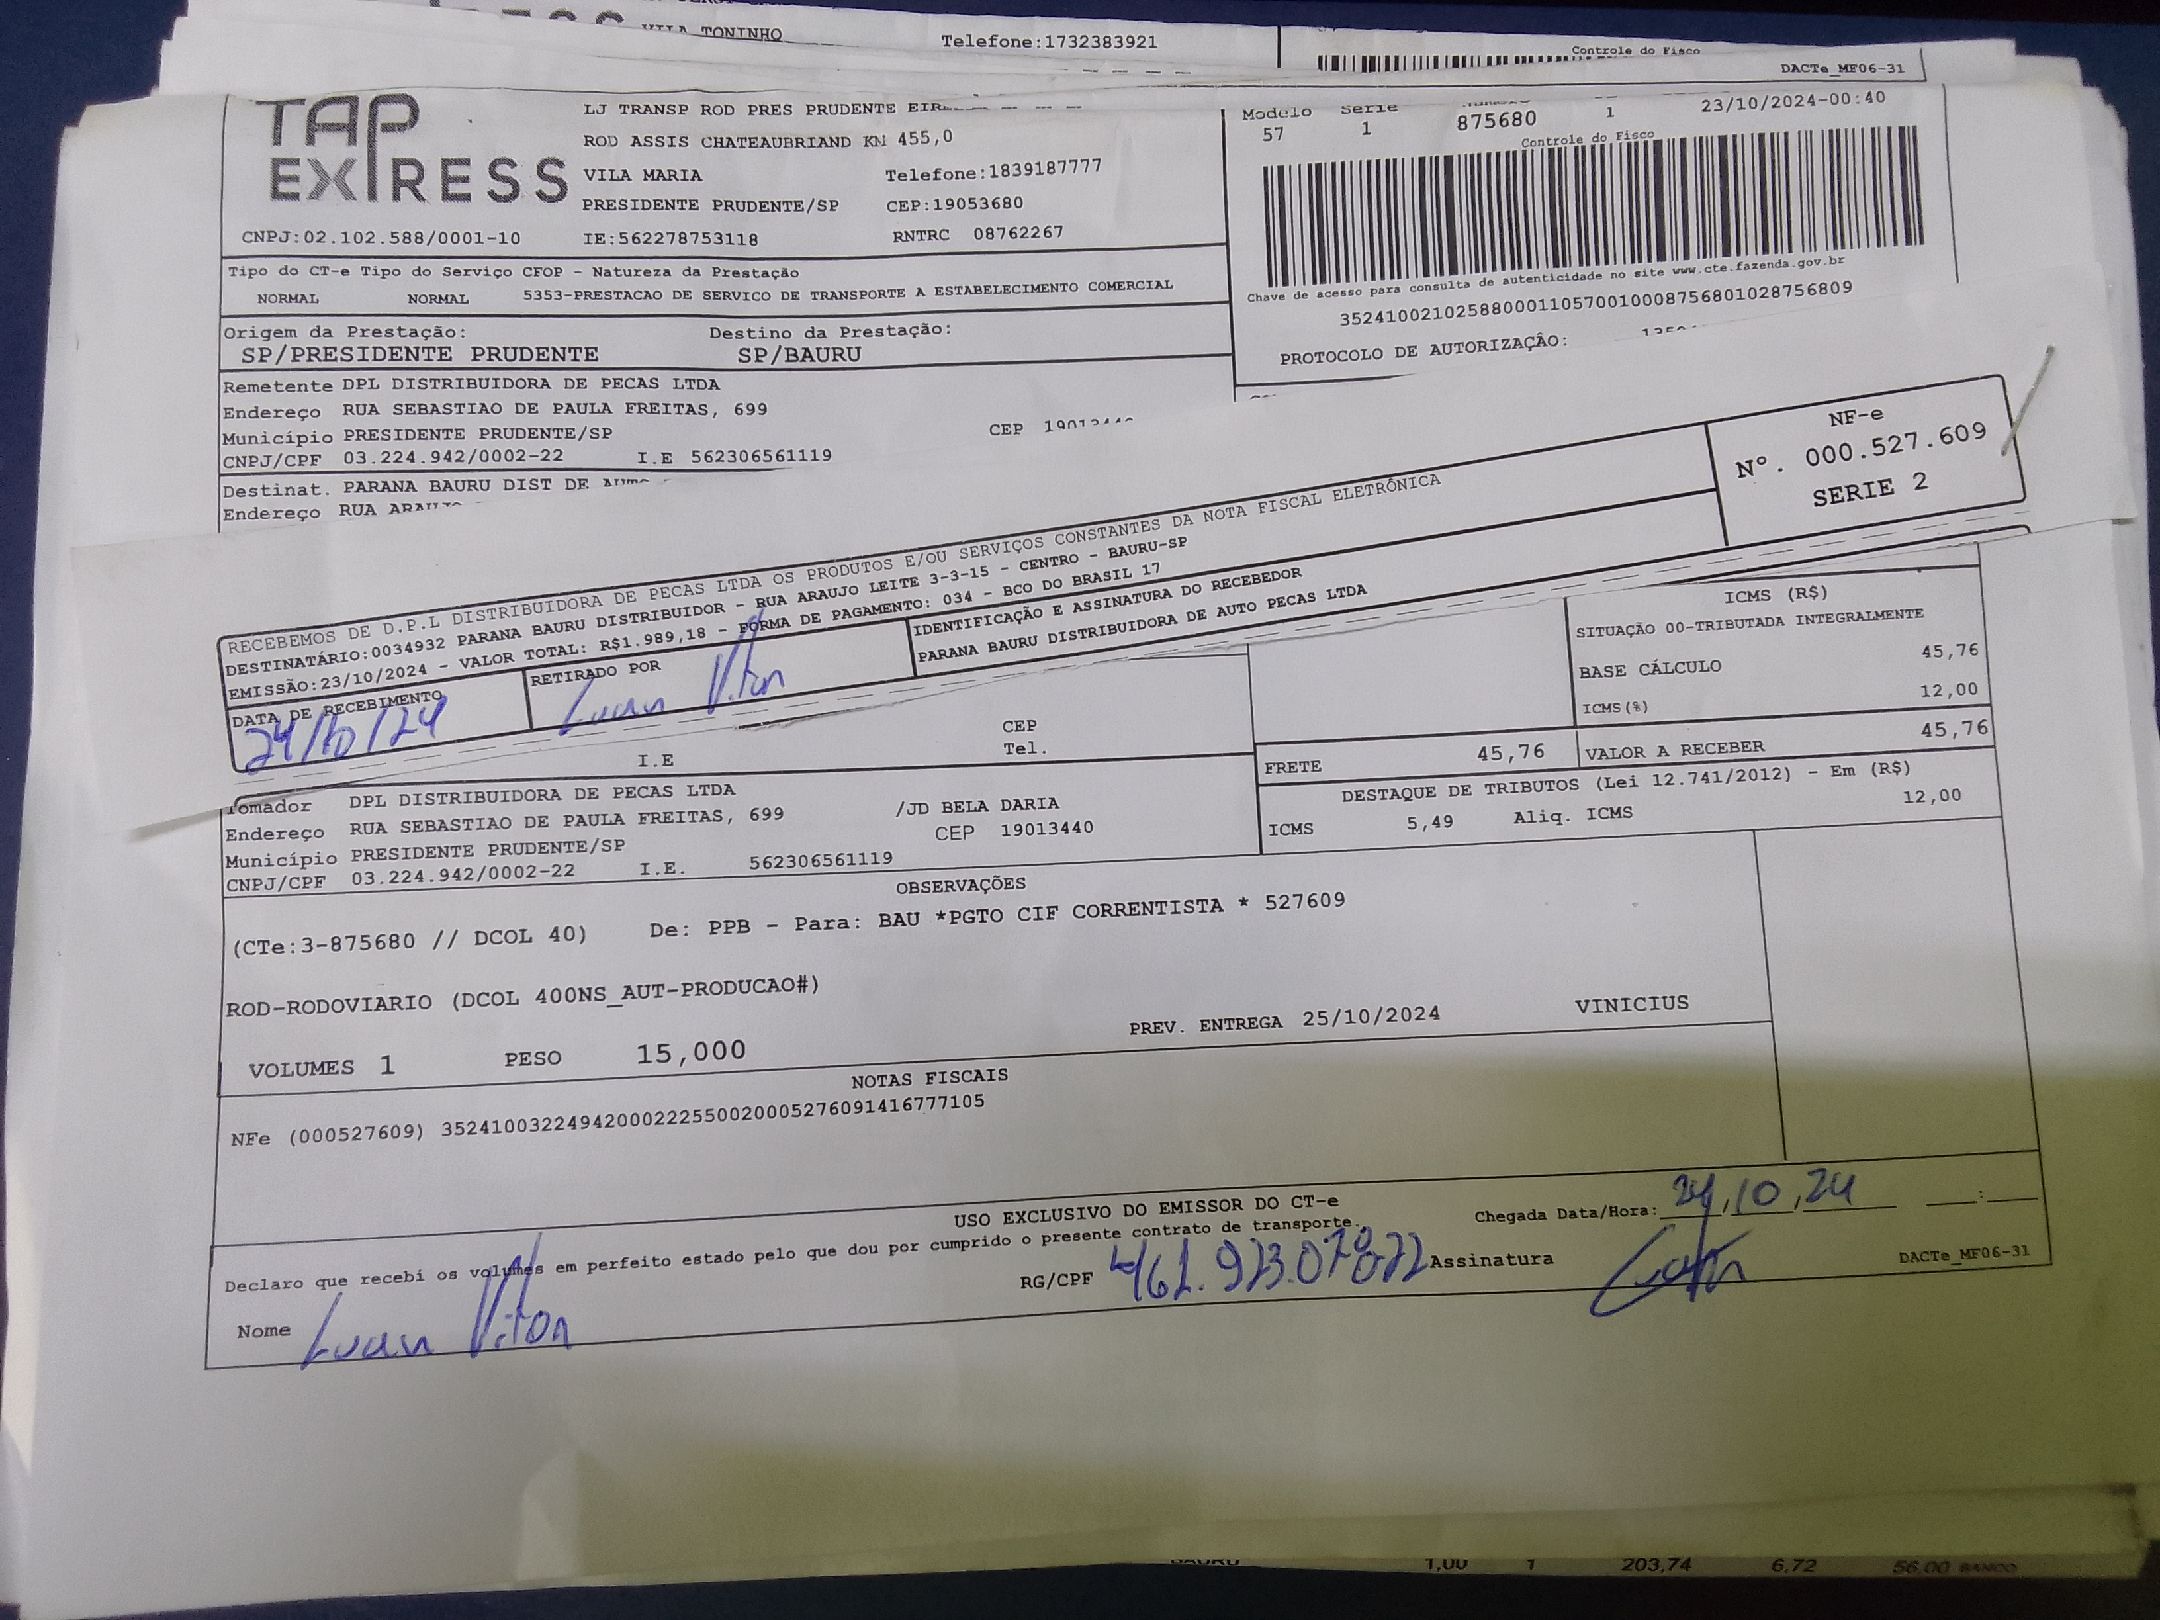 VILA TONINHO
Telefone:1732383921
Controle do Fisco
DACTe_MF06-31
TAP EXPRESS
LJ TRANSP ROD PRES PRUDENTE
ROD ASSIS CHATEAUBRIAND KM 455,0
VILA MARIA Telefone:1839187777
PRESIDENTE PRUDENTE/SP CEP:19053680
CNPJ:02.102.588/0001-10 IE:562278753118 RNTRC 08762267
Modelo Serie
57 1 875680 1 23/10/2024-00:40
Controle do Fisco
Chave de acesso para consulta de autenticidade no site www.cte.fazenda.gov.br
35241002102588000110570010008756801028756809
PROTOCOLO DE AUTORIZAÇÃO:
Tipo do CT-e Tipo do Serviço CFOP - Natureza da Prestação
NORMAL NORMAL 5353-PRESTACAO DE SERVICO DE TRANSPORTE A ESTABELECIMENTO COMERCIAL
Origem da Prestação: Destino da Prestação:
SP/PRESIDENTE PRUDENTE SP/BAURU
Remetente DPL DISTRIBUIDORA DE PECAS LTDA
Endereço RUA SEBASTIAO DE PAULA FREITAS, 699
Município PRESIDENTE PRUDENTE/SP CEP
CNPJ/CPF 03.224.942/0002-22 I.E 562306561119
Destinat. PARANA BAURU DIST DE
Endereço RUA
RECEBEMOS DE D.P.L DISTRIBUIDORA DE PECAS LTDA OS PRODUTOS E/OU SERVIÇOS CONSTANTES DA NOTA FISCAL ELETRÔNICA
DESTINATÁRIO:0034932 PARANA BAURU DISTRIBUIDOR - RUA ARAUJO LEITE 3-3-15 - CENTRO - BAURU-SP
EMISSÃO:23/10/2024 - VALOR TOTAL: R$1.989,18 - FORMA DE PAGAMENTO: 034 - BCO DO BRASIL 17
DATA DE RECEBIMENTO RETIRADO POR IDENTIFICAÇÃO E ASSINATURA DO RECEBEDOR
PARANA BAURU DISTRIBUIDORA DE AUTO PECAS LTDA
24/10/24 Luan Viton
NF-e
Nº. 000.527.609
SERIE 2
ICMS (R$)
SITUAÇÃO 00-TRIBUTADA INTEGRALMENTE
BASE CÁLCULO 45,76
ICMS(%) 12,00
FRETE 45,76 VALOR A RECEBER 45,76
DESTAQUE DE TRIBUTOS (Lei 12.741/2012) - Em (R$)
ICMS 5,49 Aliq. ICMS 12,00
CEP
I.E Tel.
Tomador DPL DISTRIBUIDORA DE PECAS LTDA
Endereço RUA SEBASTIAO DE PAULA FREITAS, 699 /JD BELA DARIA
Município PRESIDENTE PRUDENTE/SP CEP 19013440
CNPJ/CPF 03.224.942/0002-22 I.E. 562306561119
OBSERVAÇÕES
(CTe:3-875680 // DCOL 40) De: PPB - Para: BAU *PGTO CIF CORRENTISTA * 527609
ROD-RODOVIARIO (DCOL 400NS_AUT-PRODUCAO#)
VOLUMES 1 PESO 15,000 PREV. ENTREGA 25/10/2024 VINICIUS
NOTAS FISCAIS
NFe (000527609) 35241003224942000222550020005276091416777105
USO EXCLUSIVO DO EMISSOR DO CT-e
Declaro que recebi os volumes em perfeito estado pelo que dou por cumprido o presente contrato de transporte.
Chegada Data/Hora: 24,10,24 :
Nome Luan Viton RG/CPF Assinatura
DACTe_MF06-31
BAURU 1,00 1 203,74 6,72 56,00 BANCO